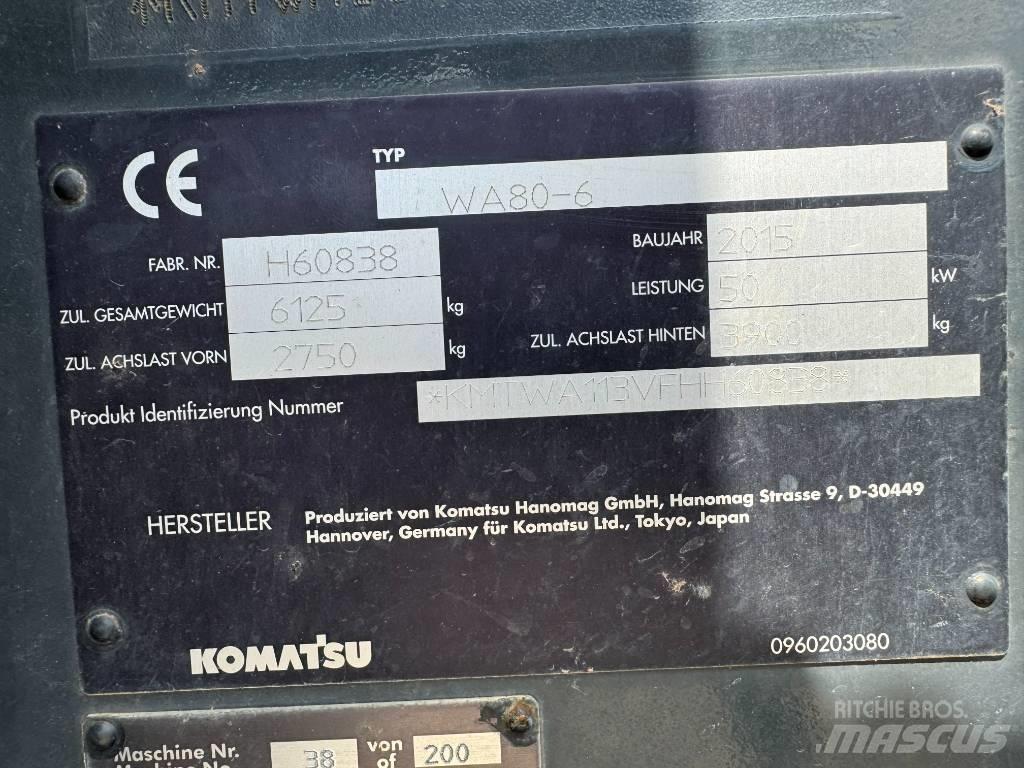 CE
TYP WA80-6
FABR. NR. H60838
BAUJAHR 2015
ZUL. GESAMTGEWICHT 6125 kg
LEISTUNG 50 kW
ZUL. ACHSLAST VORN 2750 kg
ZUL. ACHSLAST HINTEN 3900 kg
Produkt Identifizierung Nummer *KMTWA113VFHH60838*
HERSTELLER
Produziert von Komatsu Hanomag GmbH, Hanomag Strasse 9, D-30449
Hannover, Germany für Komatsu Ltd., Tokyo, Japan
KOMATSU
0960203080
Maschine Nr. 38 von 200
Machine No. of
RITCHIE BROS.
MASCUS